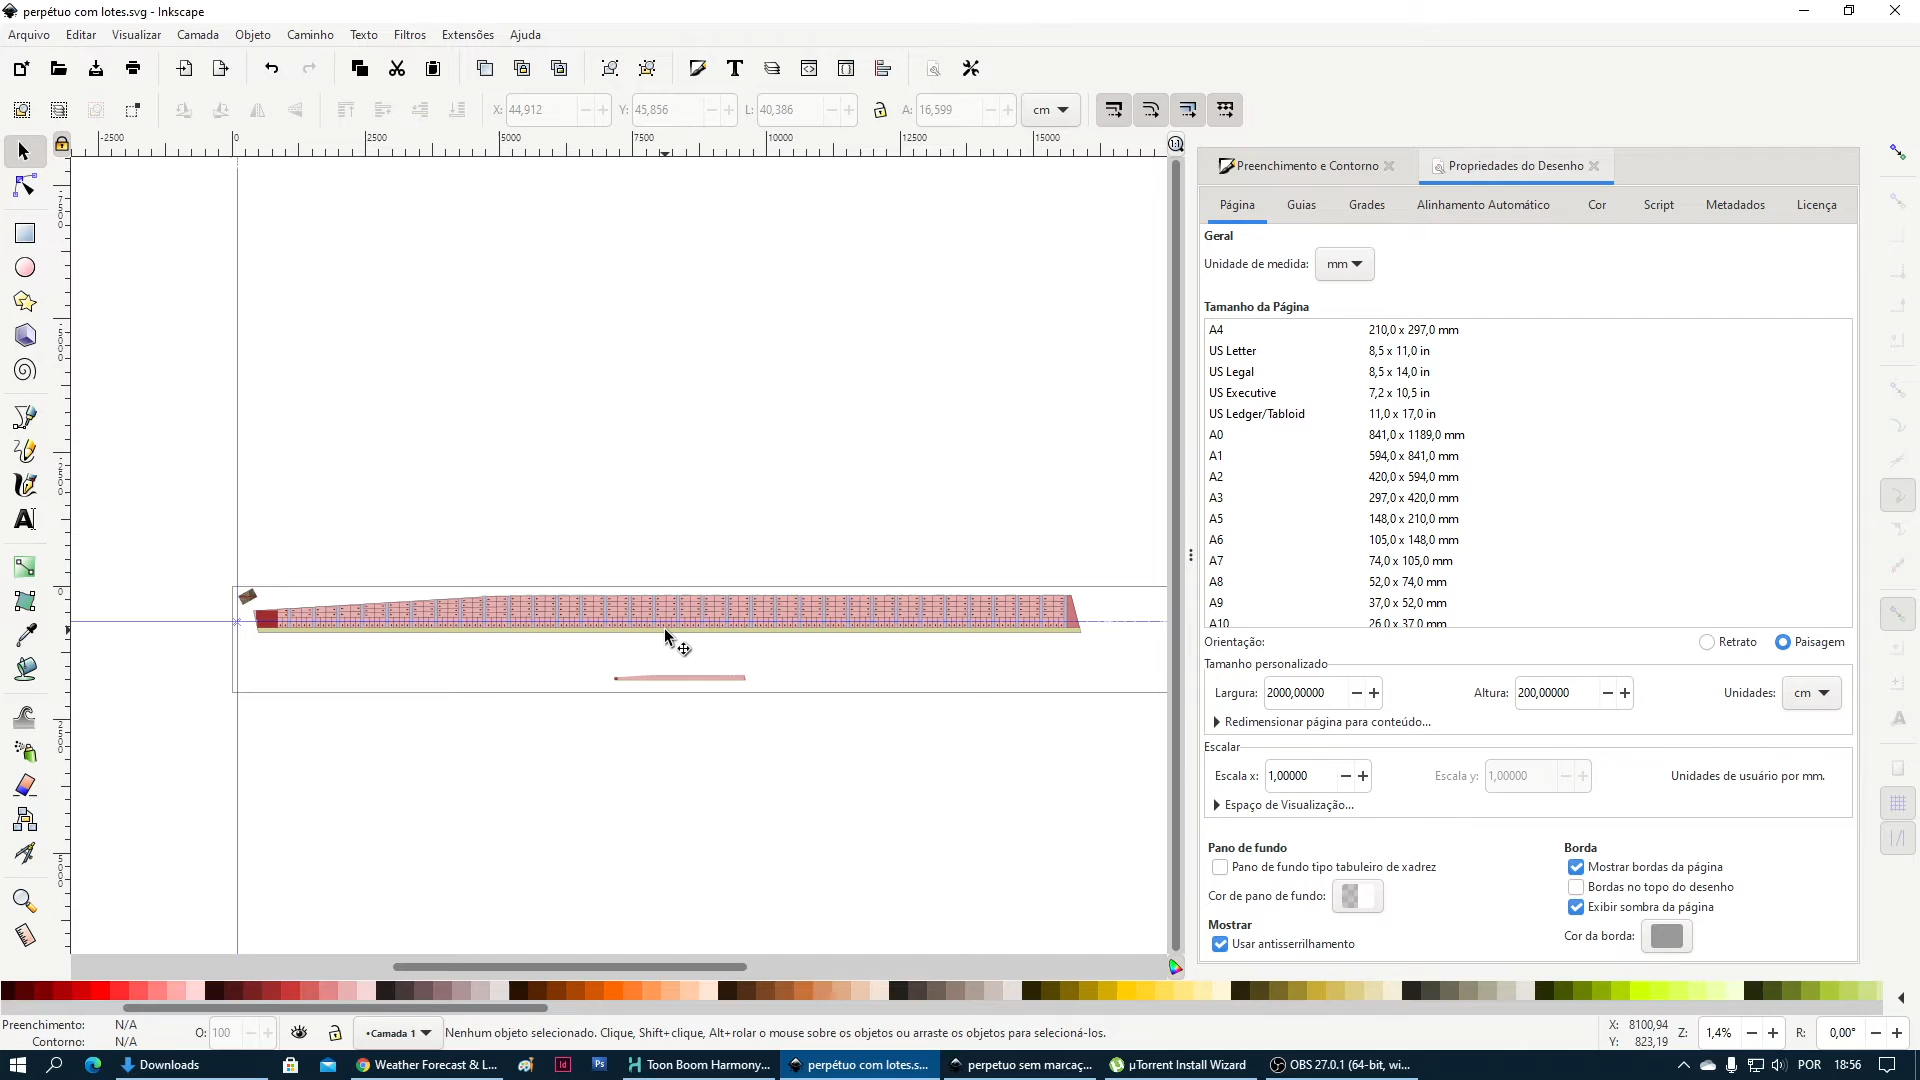 perpétuo com lotes.svg - Inkscape
Arquivo Editar Visualizar Camada Objeto Caminho Texto Filtros Extensões Ajuda
X: 44,912 Y: 45,856 L: 40,386 A: 16,599 cm
-2500 0 2500 5000 7500 10000 12500 15000
Preenchimento e Contorno Propriedades do Desenho
Página Guias Grades Alinhamento Automático Cor Script Metadados Licença
Geral
Unidade de medida: mm
Tamanho da Página
A4 210,0 x 297,0 mm
US Letter 8,5 x 11,0 in
US Legal 8,5 x 14,0 in
US Executive 7,2 x 10,5 in
US Ledger/Tabloid 11,0 x 17,0 in
A0 841,0 x 1189,0 mm
A1 594,0 x 841,0 mm
A2 420,0 x 594,0 mm
A3 297,0 x 420,0 mm
A5 148,0 x 210,0 mm
A6 105,0 x 148,0 mm
A7 74,0 x 105,0 mm
A8 52,0 x 74,0 mm
A9 37,0 x 52,0 mm
A10 26,0 x 37,0 mm
Orientação: Retrato Paisagem
Tamanho personalizado
Largura: 2000,00000 Altura: 200,00000 Unidades: cm
Redimensionar página para conteúdo...
Escalar
Escala x: 1,00000 Escala y: 1,00000 Unidades de usuário por mm.
Espaço de Visualização...
Pano de fundo Borda
Pano de fundo tipo tabuleiro de xadrez Mostrar bordas da página
Bordas no topo do desenho
Cor de pano de fundo: Exibir sombra da página
Mostrar
Usar antisserrilhamento Cor da borda:
Preenchimento: N/A
Contorno: N/A
O: 100 •Camada 1 Nenhum objeto selecionado. Clique, Shift+clique, Alt+rolar o mouse sobre os objetos ou arraste os objetos para selecioná-los.
X: 8100,94
Y: 823,19
Z: 1,4% R: 0,00°
Downloads Weather Forecast & L... Toon Boom Harmony,... perpétuo com lotes.s... perpetuo sem marcaç... µTorrent Install Wizard OBS 27.0.1 (64-bit, wi... POR 18:56